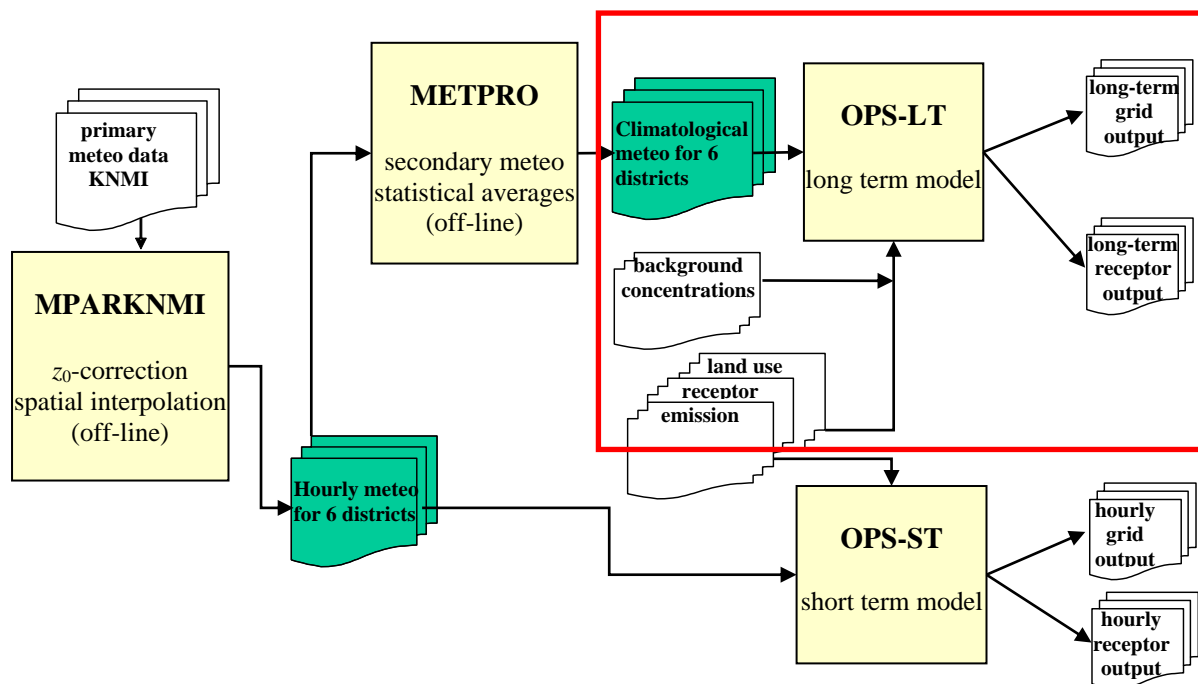 primary
meteo data
KNMI
MPARKNMI
z0-correction
spatial interpolation
(off-line)
METPRO
secondary meteo
statistical averages
(off-line)
Hourly meteo
for 6 districts
Climatological
meteo for 6
districts
background
concentrations
land use
receptor
emission
OPS-LT
long term model
long-term
grid
output
long-term
receptor
output
OPS-ST
short term model
hourly
grid
output
hourly
receptor
output